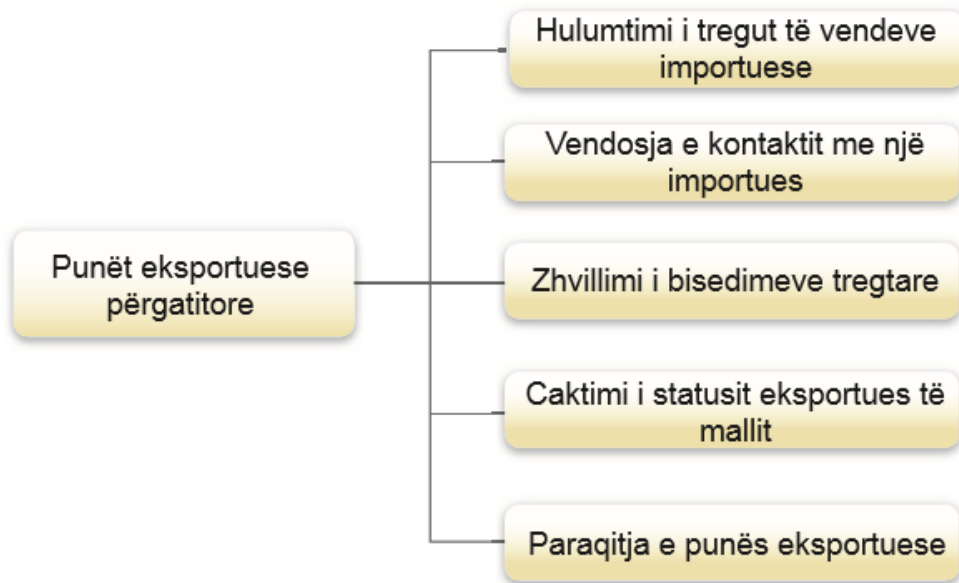 Hulumtimi i tregut të vendeve
importuese
Vendosja e kontaktit me një
importues
Punët eksportuese
përgatitore
Zhvillimi i bisedimeve tregtare
Caktimi i statusit eksportues të
mallit
Paraqitja e punës eksportuese